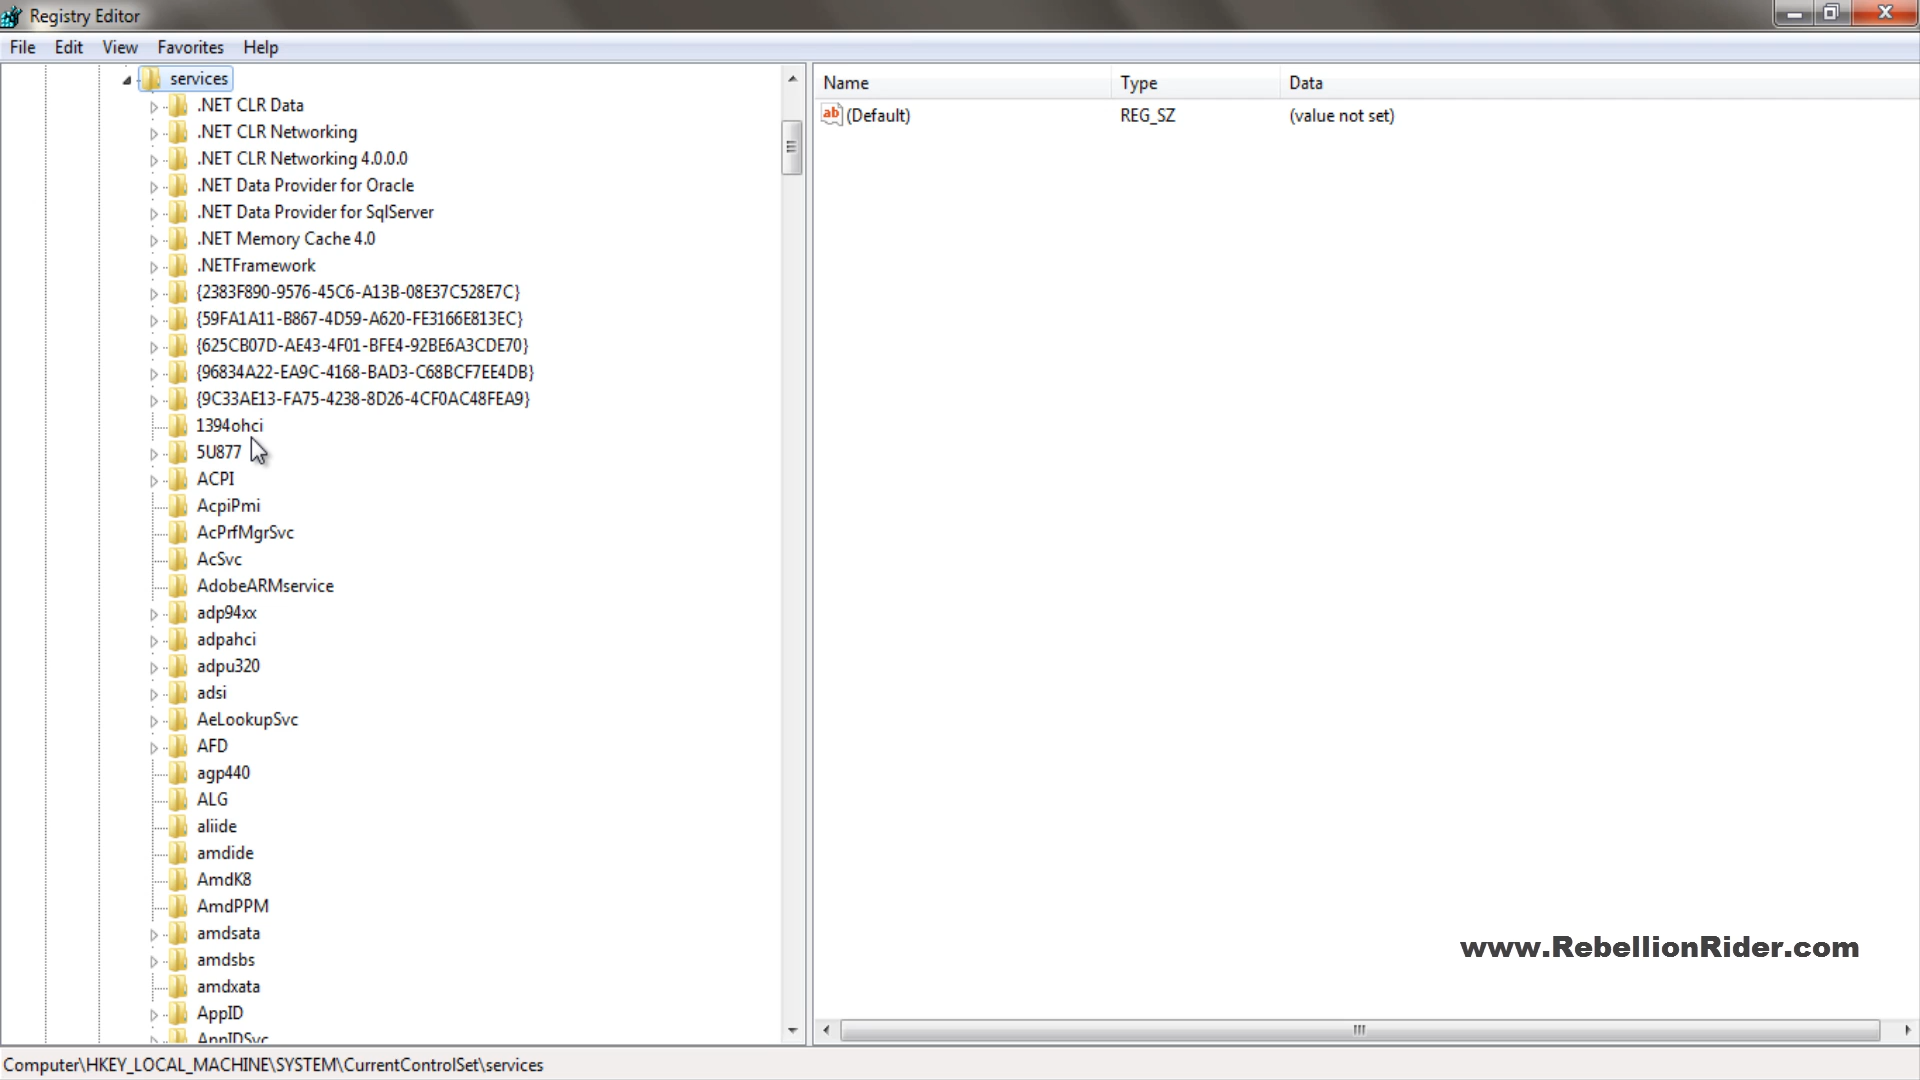 Registry Editor
File Edit View Favorites Help
services
.NET CLR Data
.NET CLR Networking
.NET CLR Networking 4.0.0.0
.NET Data Provider for Oracle
.NET Data Provider for SqlServer
.NET Memory Cache 4.0
.NETFramework
{2383F890-9576-45C6-A13B-08E37C528E7C}
{59FA1A11-B867-4D59-A620-FE3166E813EC}
{625CB07D-AE43-4F01-BFE4-92BE6A3CDE70}
{96834A22-EA9C-4168-BAD3-C68BCF7EE4DB}
{9C33AE13-FA75-4238-8D26-4CF0AC48FEA9}
1394ohci
5U877
ACPI
AcpiPmi
AcPrfMgrSvc
AcSvc
AdobeARMservice
adp94xx
adpahci
adpu320
adsi
AeLookupSvc
AFD
agp440
ALG
aliide
amdide
AmdK8
AmdPPM
amdsata
amdsbs
amdxata
AppID
AppIDSvc
Name Type Data
ab (Default) REG_SZ (value not set)
www.RebellionRider.com
Computer\HKEY_LOCAL_MACHINE\SYSTEM\CurrentControlSet\services